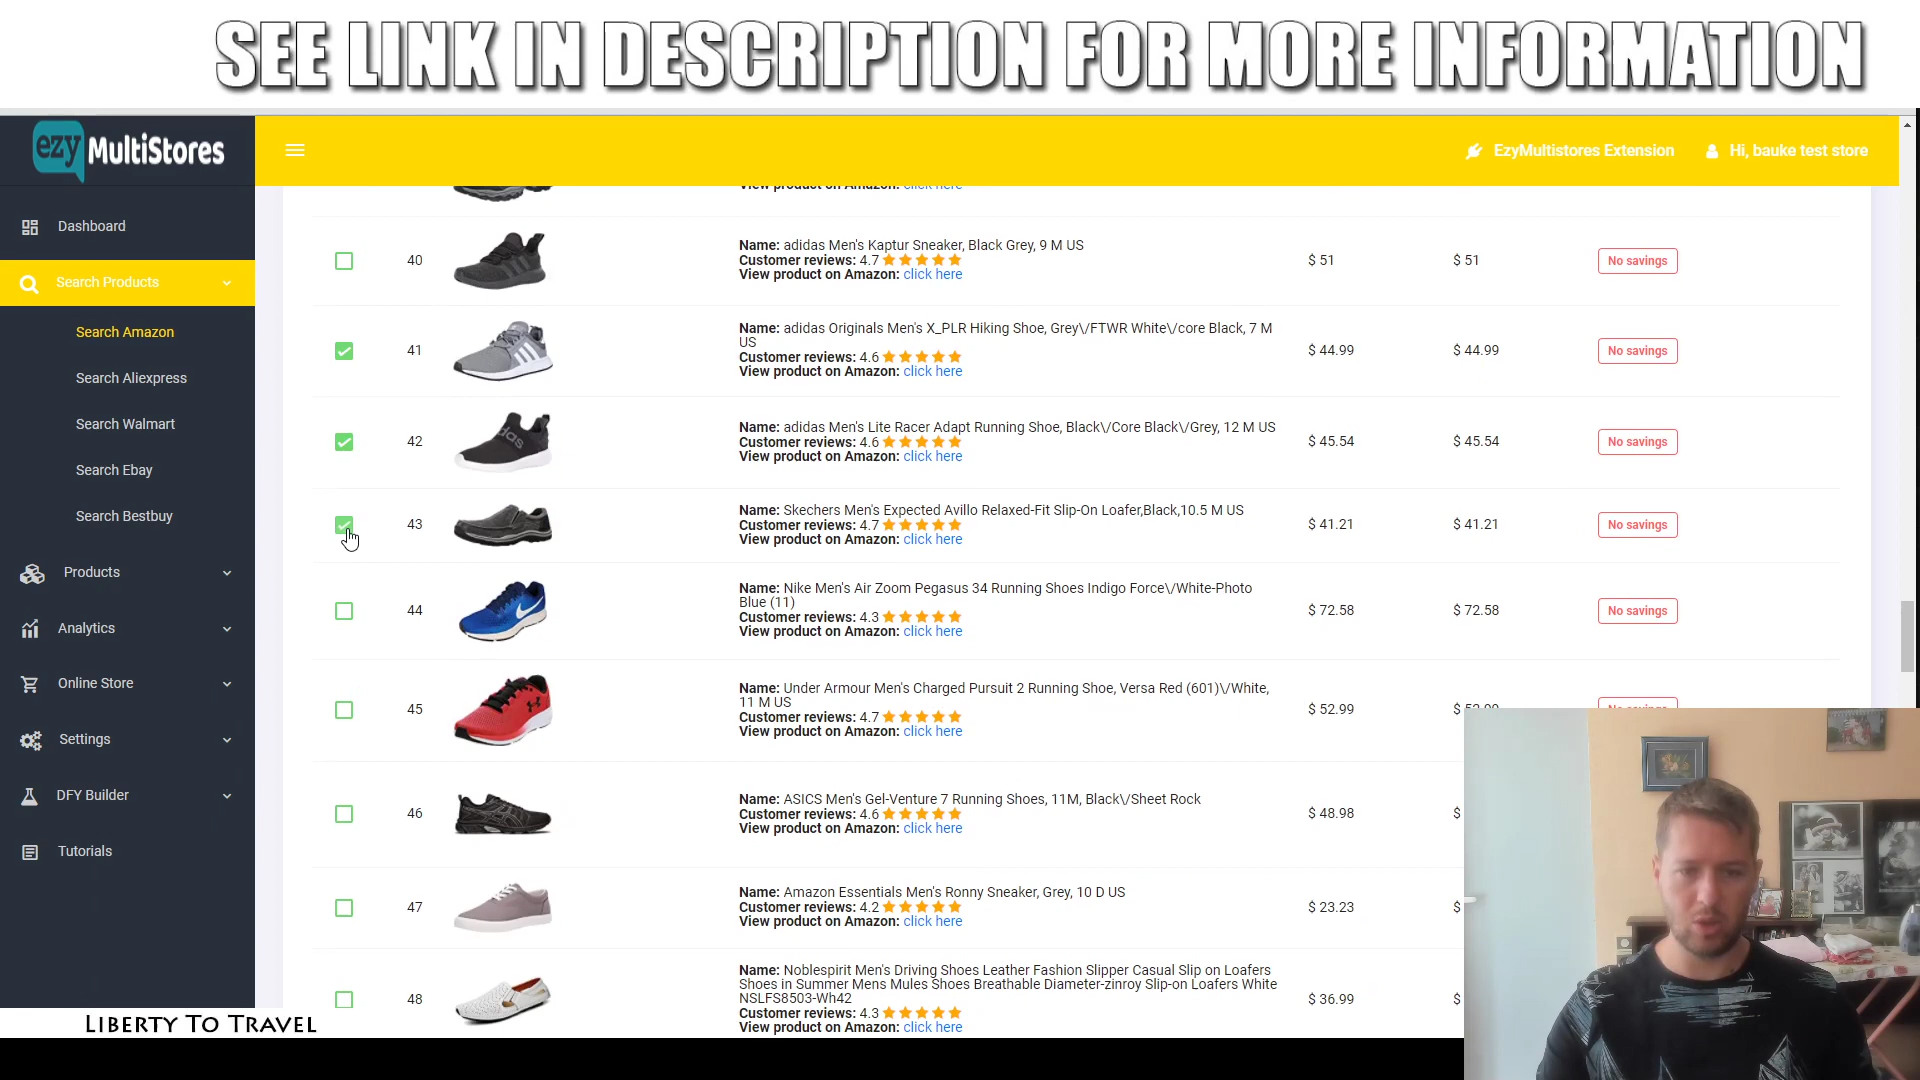 SEE LINK IN DESCRIPTION FOR MORE INFORMATION
ezy MultiStores
EzyMultistores Extension
Hi, bauke test store
Dashboard
Search Products
Search Amazon
Search Aliexpress
Search Walmart
Search Ebay
Search Bestbuy
Products
Analytics
Online Store
Settings
DFY Builder
Tutorials
View product on Amazon: click here
40
Name: adidas Men's Kaptur Sneaker, Black Grey, 9 M US
Customer reviews: 4.7
View product on Amazon: click here
$ 51
$ 51
No savings
41
Name: adidas Originals Men's X_PLR Hiking Shoe, Grey\/FTWR White\/core Black, 7 M
US
Customer reviews: 4.6
View product on Amazon: click here
$ 44.99
$ 44.99
No savings
42
Name: adidas Men's Lite Racer Adapt Running Shoe, Black\/Core Black\/Grey, 12 M US
Customer reviews: 4.6
View product on Amazon: click here
$ 45.54
$ 45.54
No savings
43
Name: Skechers Men's Expected Avillo Relaxed-Fit Slip-On Loafer,Black,10.5 M US
Customer reviews: 4.7
View product on Amazon: click here
$ 41.21
$ 41.21
No savings
44
Name: Nike Men's Air Zoom Pegasus 34 Running Shoes Indigo Force\/White-Photo
Blue (11)
Customer reviews: 4.3
View product on Amazon: click here
$ 72.58
$ 72.58
No savings
45
Name: Under Armour Men's Charged Pursuit 2 Running Shoe, Versa Red (601)\/White,
11 M US
Customer reviews: 4.7
View product on Amazon: click here
$ 52.99
$
46
Name: ASICS Men's Gel-Venture 7 Running Shoes, 11M, Black\/Sheet Rock
Customer reviews: 4.6
View product on Amazon: click here
$ 48.98
$
47
Name: Amazon Essentials Men's Ronny Sneaker, Grey, 10 D US
Customer reviews: 4.2
View product on Amazon: click here
$ 23.23
$
48
Name: Noblespirit Men's Driving Shoes Leather Fashion Slipper Casual Slip on Loafers
Shoes in Summer Mens Mules Shoes Breathable Diameter-zinroy Slip-on Loafers White
NSLFS8503-Wh42
Customer reviews: 4.3
View product on Amazon: click here
$ 36.99
$
LIBERTY TO TRAVEL